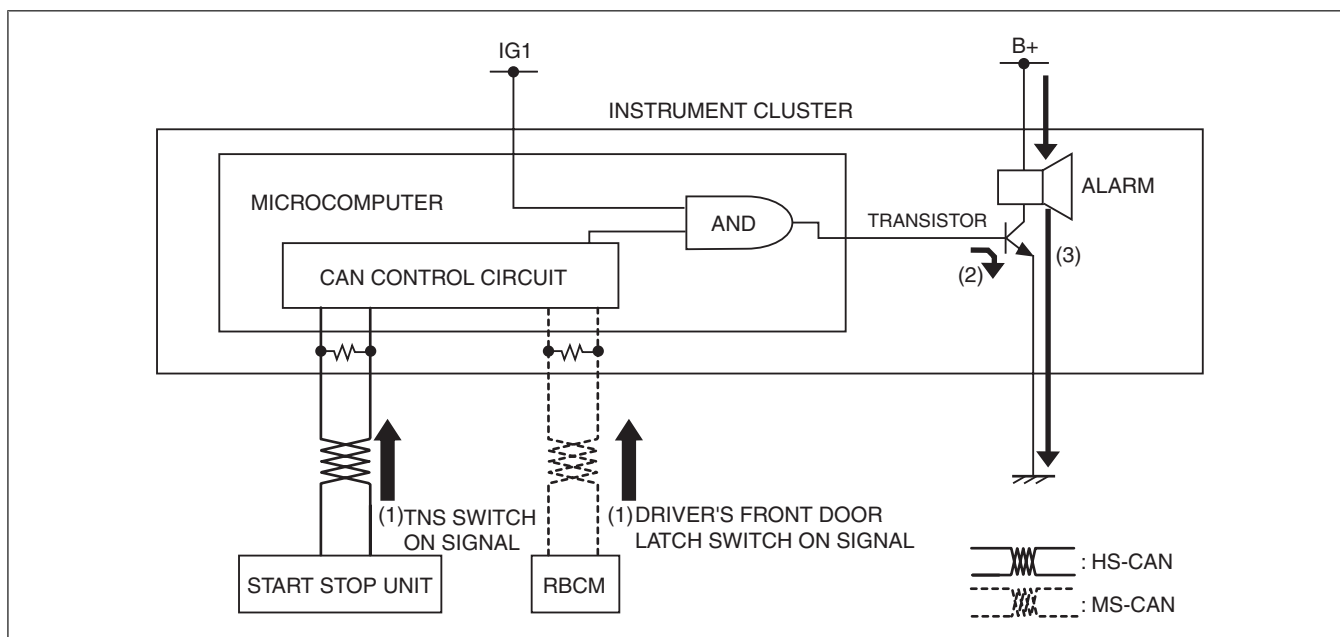 IG1
B+
INSTRUMENT CLUSTER
ALARM
MICROCOMPUTER
AND
TRANSISTOR
CAN CONTROL CIRCUIT
(2)
(3)
(1) TNS SWITCH
ON SIGNAL
(1) DRIVER'S FRONT DOOR
LATCH SWITCH ON SIGNAL
START STOP UNIT
RBCM
: HS-CAN
: MS-CAN